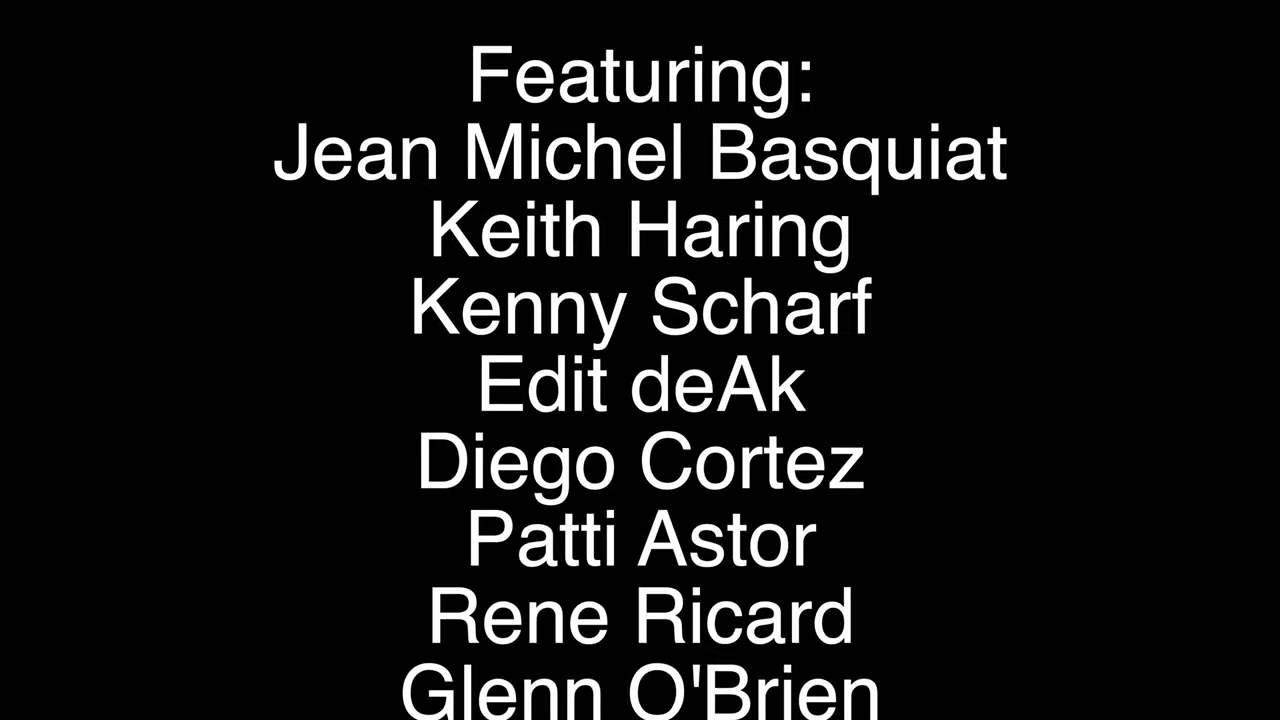 Featuring:
Jean Michel Basquiat
Keith Haring
Kenny Scharf
Edit deAk
Diego Cortez
Patti Astor
Rene Ricard
Glenn O'Brien